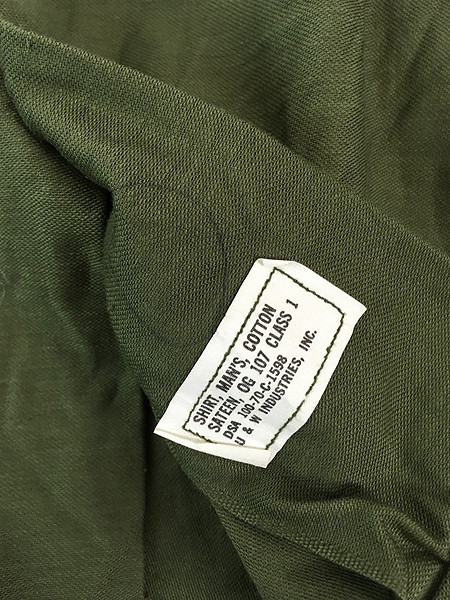 SHIRT, MAN'S, COTTON
SATEEN, OG 107 CLASS 1
DSA 100-70-C-1598
U & W INDUSTRIES, INC.